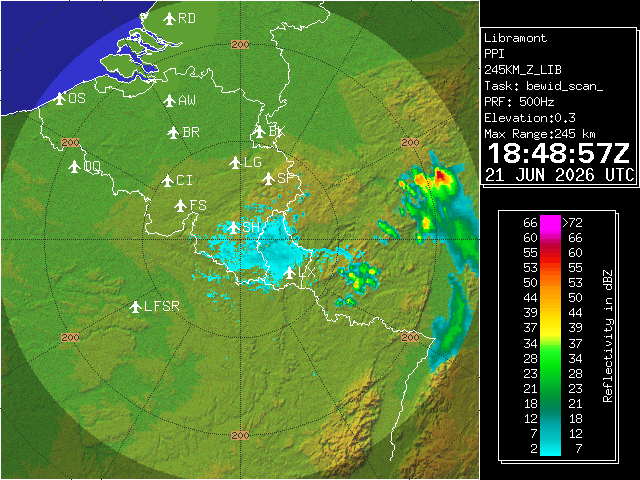 RD
200
OS
AW
BR
BK
200
200
QQ
LG
CI
SP
FS
SH
LX
LFSR
200
200
200
Libramont
PPI
245KM_Z_LIB
Task: bewid_scan_
PRF: 500Hz
Elevation:0.3
Max Range:245 km
18:48:57Z
21 JUN 2026 UTC
66 >72
60 66
55 60
53 55
50 53
44 50
39 44
37 39
34 37
28 34
23 28
21 23
18 21
12 18
7 12
2 7
Reflectivity in dBZ